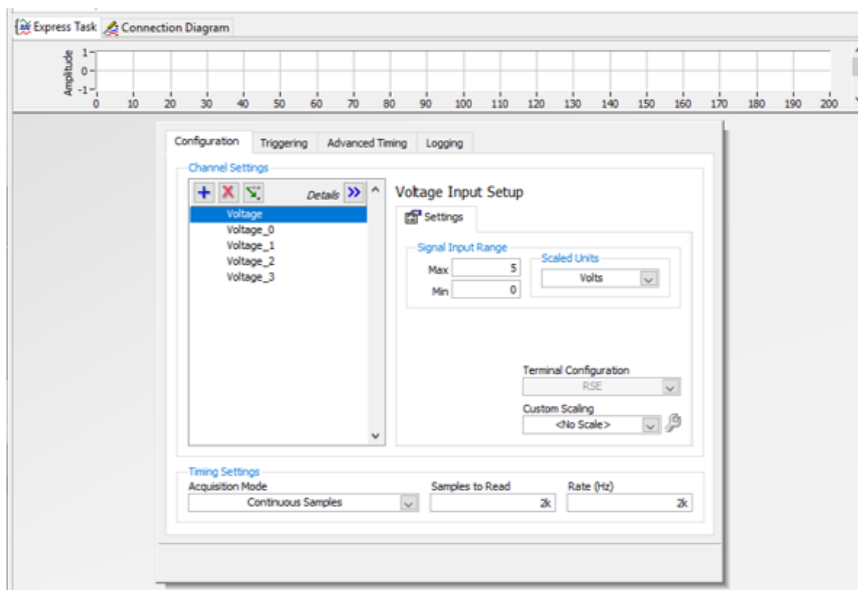 Express Task Connection Diagram
Amplitude
1
0
-1
0 10 20 30 40 50 60 70 80 90 100 110 120 130 140 150 160 170 180 190 200
Configuration Triggering Advanced Timing Logging
Channel Settings
Details
Voltage
Voltage_0
Voltage_1
Voltage_2
Voltage_3
Voltage Input Setup
Settings
Signal Input Range
Max 5
Min 0
Scaled Units
Volts
Terminal Configuration
RSE
Custom Scaling
<No Scale>
Timing Settings
Acquisition Mode Samples to Read Rate (Hz)
Continuous Samples 2k 2k